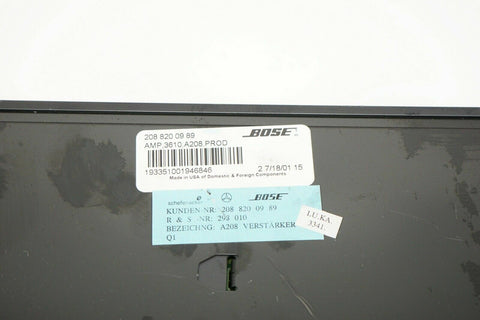 208 820 09 89
BOSE
AMP,3610,A208,PROD
193351001946846
2 7/18/01 15
Made in USA of Domestic & Foreign Components
BOSE
KUNDEN NR: 208 820 09 89
R & S -NR: 293 010
BEZEICHNG: A208 VERSTÄRKER
Q1
I.U.KA.
3341.